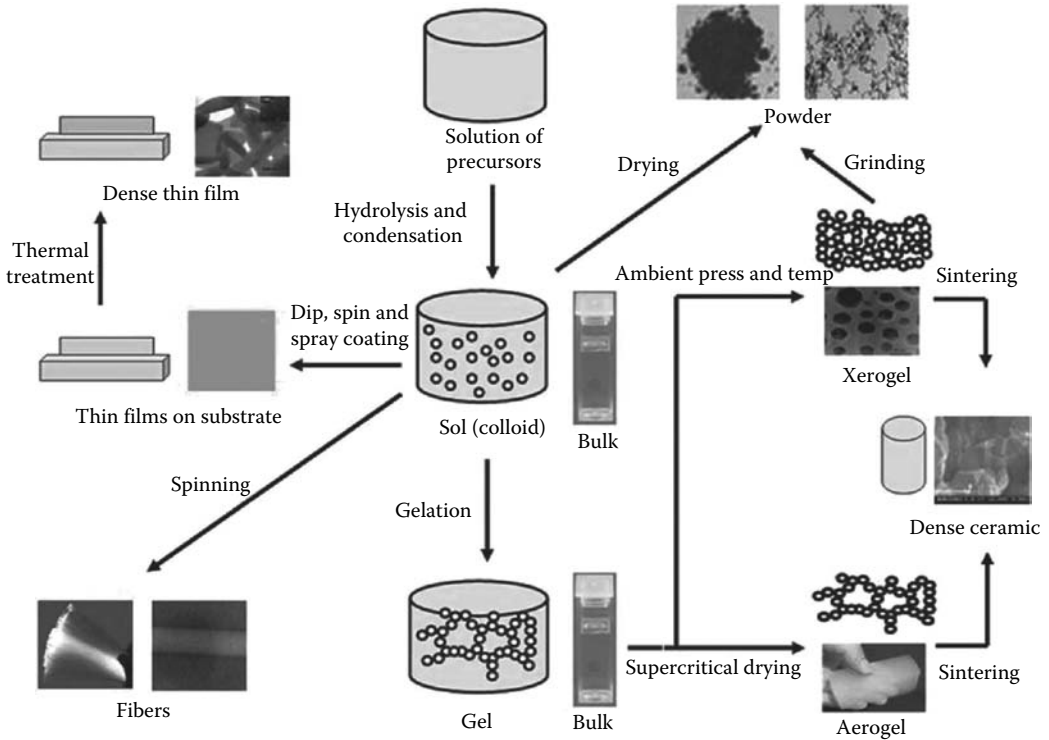 Solution of
precursors
Powder
Drying
Grinding
Dense thin film
Hydrolysis and
condensation
Thermal
treatment
Ambient press and temp
Sintering
Dip, spin and
spray coating
Xerogel
Thin films on substrate
Sol (colloid)
Bulk
Spinning
Gelation
Dense ceramic
Supercritical drying
Sintering
Fibers
Gel
Bulk
Aerogel